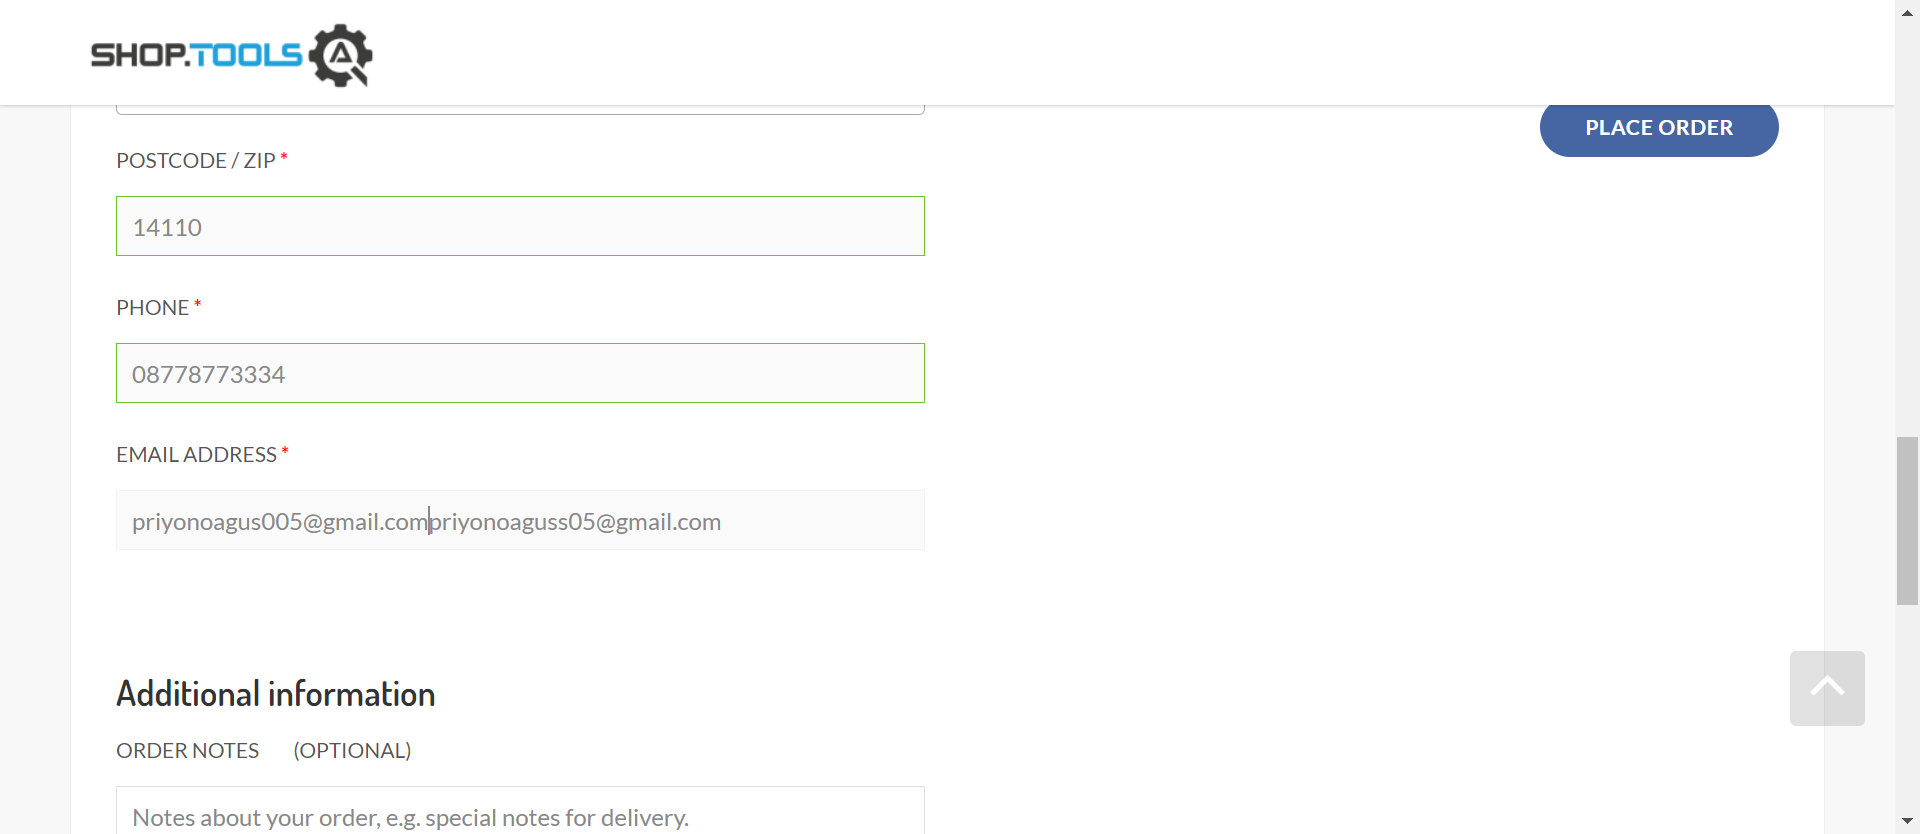 SHOP.TOOLS
PLACE ORDER
POSTCODE / ZIP *
14110
PHONE *
08778773334
EMAIL ADDRESS *
priyonoagus005@gmail.compriyonoaguss05@gmail.com
Additional information
ORDER NOTES (OPTIONAL)
Notes about your order, e.g. special notes for delivery.